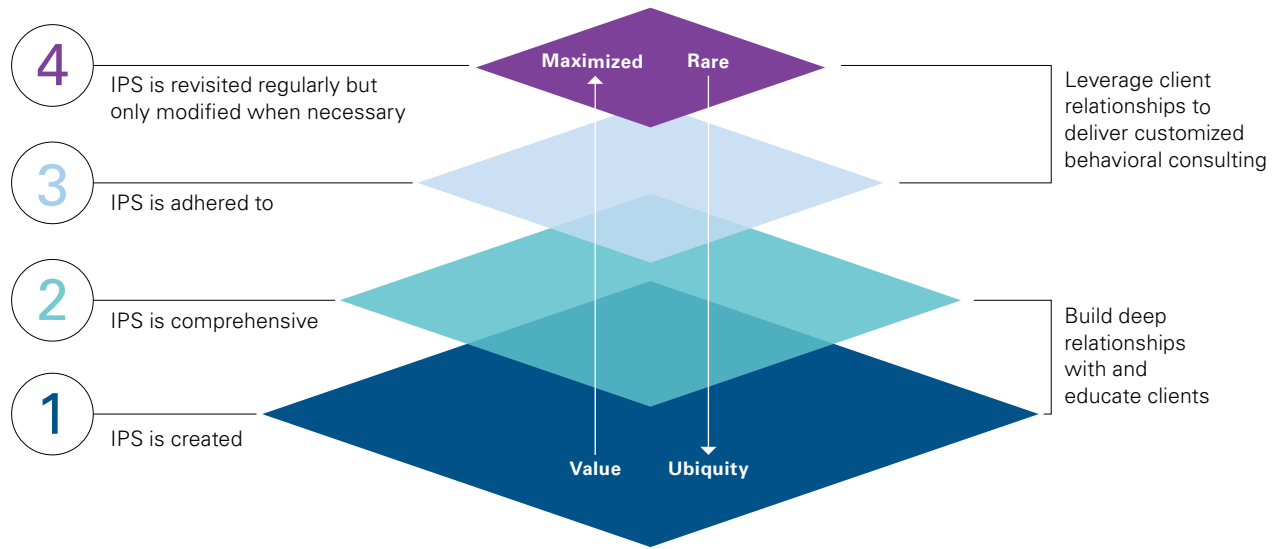 4
IPS is revisited regularly but
only modified when necessary
3
IPS is adhered to
2
IPS is comprehensive
1
IPS is created
Maximized
Rare
Value
Ubiquity
Leverage client
relationships to
deliver customized
behavioral consulting
Build deep
relationships
with and
educate clients